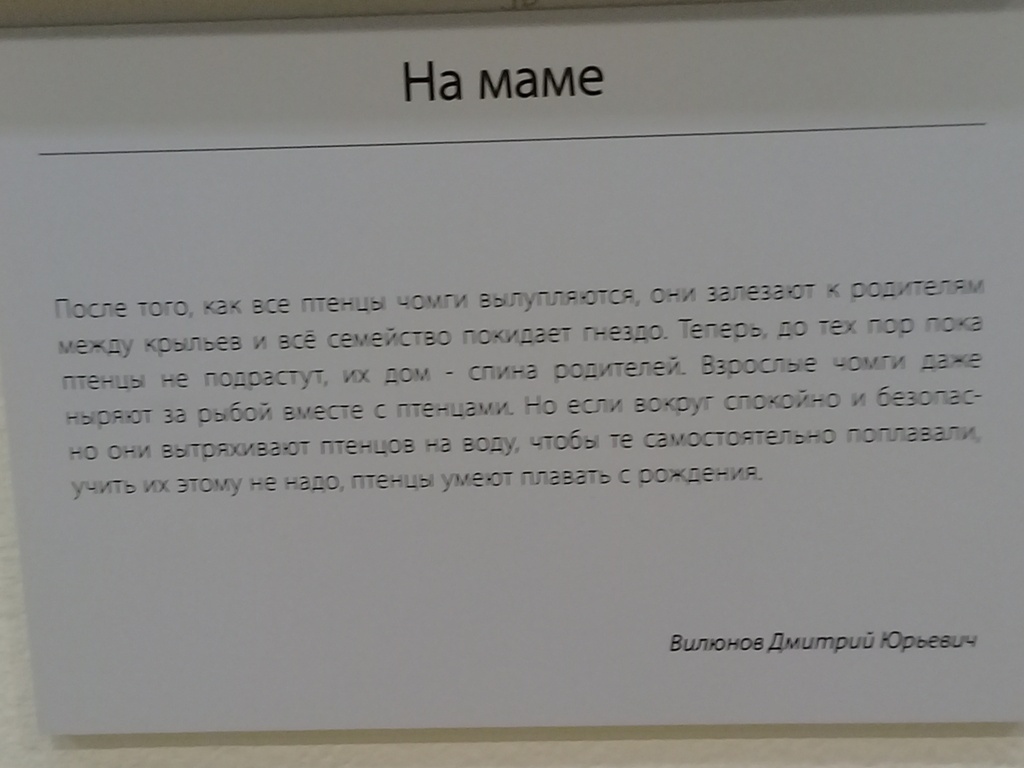 На маме
После того, как все птенцы чомги вылупляются, они залезают к родителям
между крыльев и всё семейство покидает гнездо. Теперь, до тех пор пока
птенцы не подрастут, их дом - спина родителей. Взрослые чомги даже
ныряют за рыбой вместе с птенцами. Но если вокруг спокойно и безопас-
но они вытряхивают птенцов на воду, чтобы те самостоятельно поплавали,
учить их этому не надо, птенцы умеют плавать с рождения.
Вилюнов Дмитрий Юрьевич